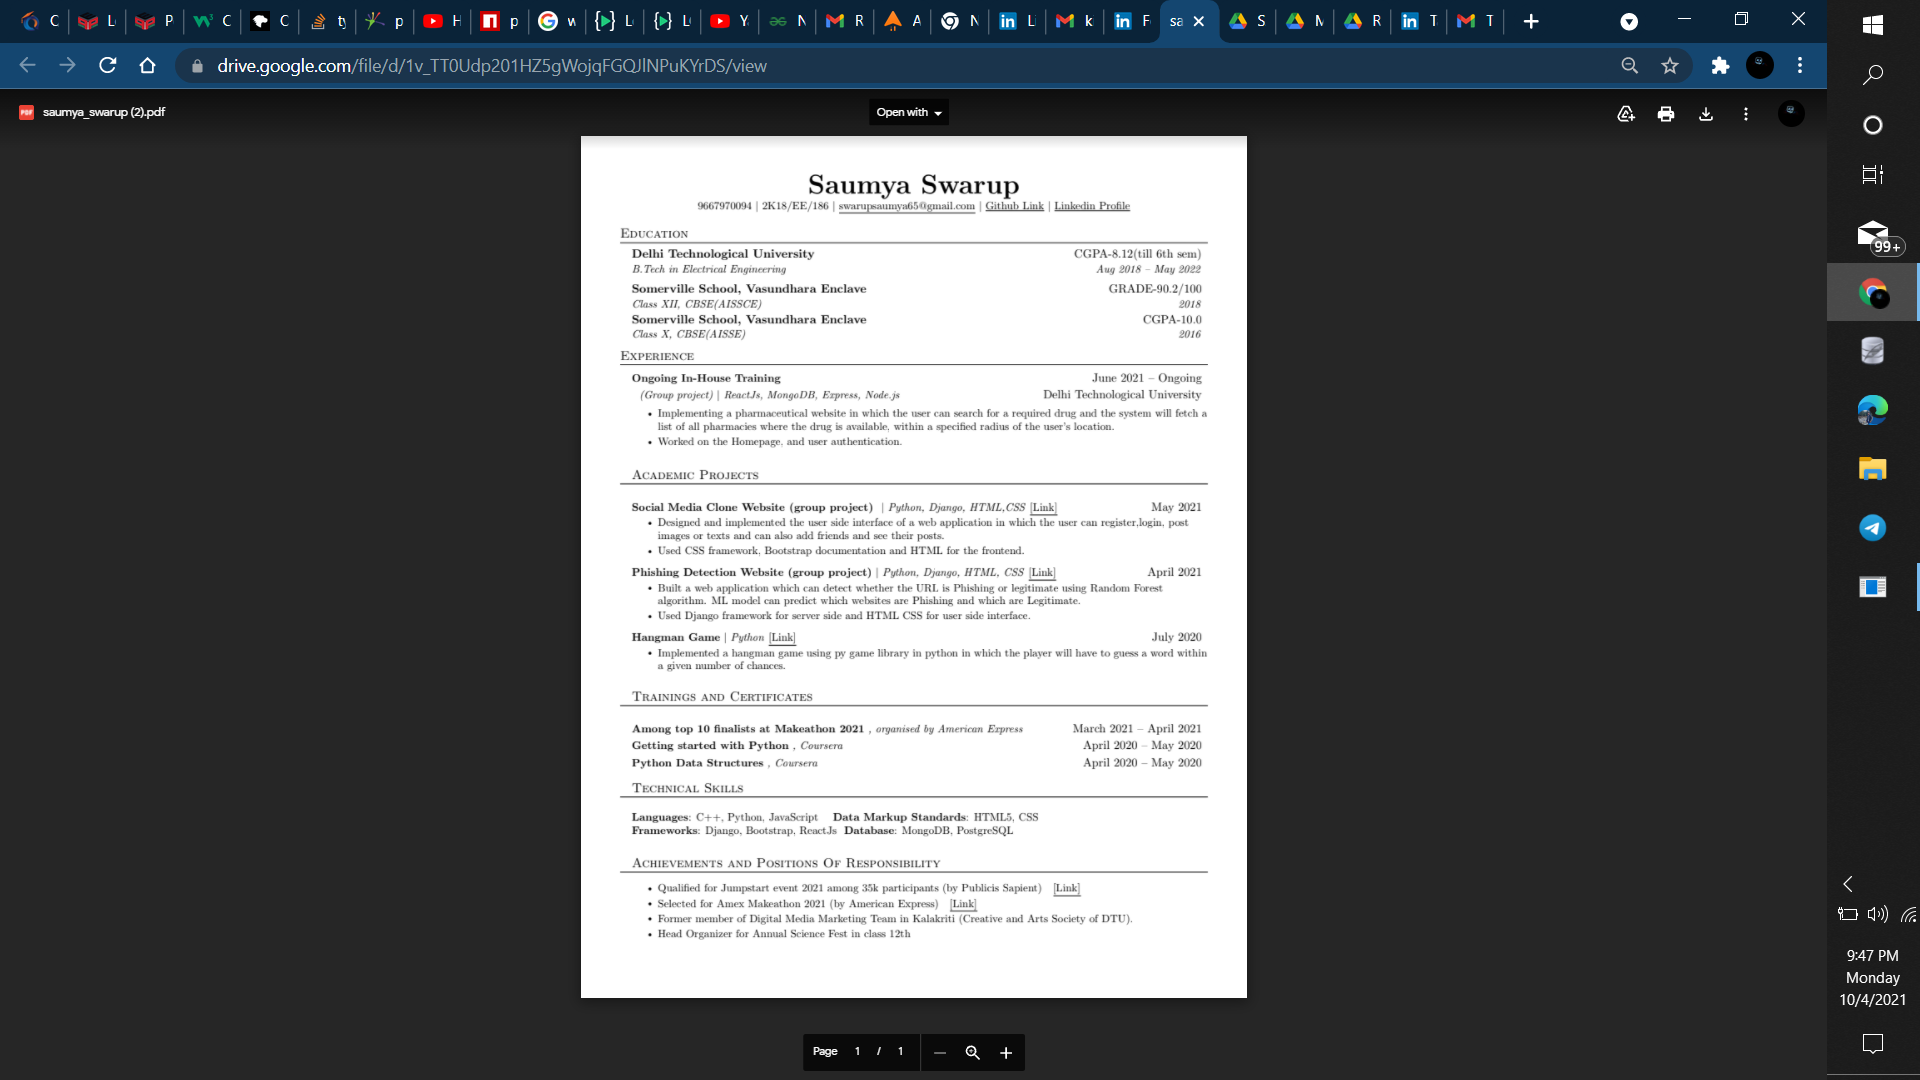 C
L
P
C
C
ty
p
H
p
w
L
L
Y
N
R
A
N
Li
k
F
sa
S
M
R
T
T
drive.google.com/file/d/1v_TT0Udp201HZ5gWojqFGQJlNPuKYrDS/view
PDF saumya_swarup (2).pdf
Open with
Saumya Swarup
9667970094 | 2K18/EE/186 | swarupsaumya65@gmail.com | Github Link | Linkedin Profile
Education
Delhi Technological University CGPA-8.12(till 6th sem)
B.Tech in Electrical Engineering Aug 2018 – May 2022
Somerville School, Vasundhara Enclave GRADE-90.2/100
Class XII, CBSE(AISSCE) 2018
Somerville School, Vasundhara Enclave CGPA-10.0
Class X, CBSE(AISSE) 2016
Experience
Ongoing In-House Training June 2021 – Ongoing
(Group project) | ReactJs, MongoDB, Express, Node.js Delhi Technological University
• Implementing a pharmaceutical website in which the user can search for a required drug and the system will fetch a
list of all pharmacies where the drug is available, within a specified radius of the user's location.
• Worked on the Homepage, and user authentication.
Academic Projects
Social Media Clone Website (group project) | Python, Django, HTML,CSS [Link] May 2021
• Designed and implemented the user side interface of a web application in which the user can register,login, post
images or texts and can also add friends and see their posts.
• Used CSS framework, Bootstrap documentation and HTML for the frontend.
Phishing Detection Website (group project) | Python, Django, HTML, CSS [Link] April 2021
• Built a web application which can detect whether the URL is Phishing or legitimate using Random Forest
algorithm. ML model can predict which websites are Phishing and which are Legitimate.
• Used Django framework for server side and HTML CSS for user side interface.
Hangman Game | Python [Link] July 2020
• Implemented a hangman game using py game library in python in which the player will have to guess a word within
a given number of chances.
Trainings and Certificates
Among top 10 finalists at Makeathon 2021 , organised by American Express March 2021 – April 2021
Getting started with Python , Coursera April 2020 – May 2020
Python Data Structures , Coursera April 2020 – May 2020
Technical Skills
Languages: C++, Python, JavaScript Data Markup Standards: HTML5, CSS
Frameworks: Django, Bootstrap, ReactJs Database: MongoDB, PostgreSQL
Achievements and Positions Of Responsibility
• Qualified for Jumpstart event 2021 among 35k participants (by Publicis Sapient) [Link]
• Selected for Amex Makeathon 2021 (by American Express) [Link]
• Former member of Digital Media Marketing Team in Kalakriti (Creative and Arts Society of DTU).
• Head Organizer for Annual Science Fest in class 12th
Page 1 / 1
99+
9:47 PM
Monday
10/4/2021